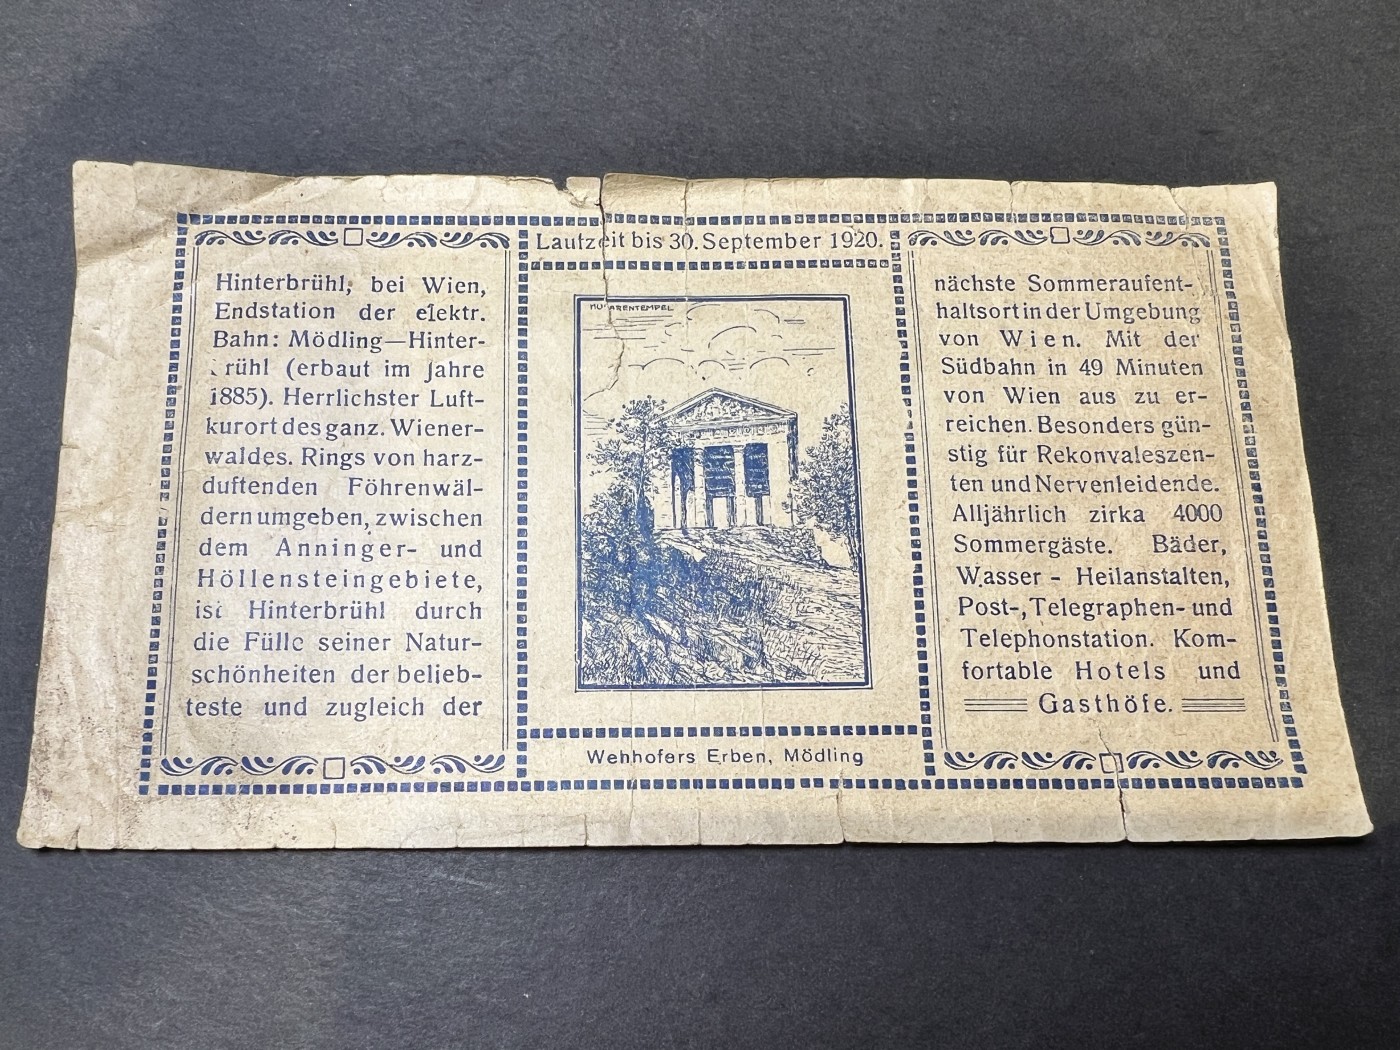 Lautzeit bis 30. September 1920.
Hinterbrühl, bei Wien,
Endstation der elektr.
Bahn: Mödling—Hinter-
rühl (erbaut im Jahre
1885). Herrlichster Luft-
kurort des ganz. Wiener-
waldes. Rings von harz-
duftenden Föhrenwäl-
dern umgeben, zwischen
dem Anninger- und
Höllensteingebiete,
ist Hinterbrühl durch
die Fülle seiner Natur-
schönheiten der belieb-
teste und zugleich der
HUSARENTEMPEL
Wehhofers Erben, Mödling
nächste Sommeraufent-
haltsort in der Umgebung
von Wien. Mit der
Südbahn in 49 Minuten
von Wien aus zu er-
reichen. Besonders gün-
stig für Rekonvaleszen-
ten und Nervenleidende.
Alljährlich zirka 4000
Sommergäste. Bäder,
Wasser - Heilanstalten,
Post-, Telegraphen- und
Telephonstation. Kom-
fortable Hotels und
Gasthöfe.